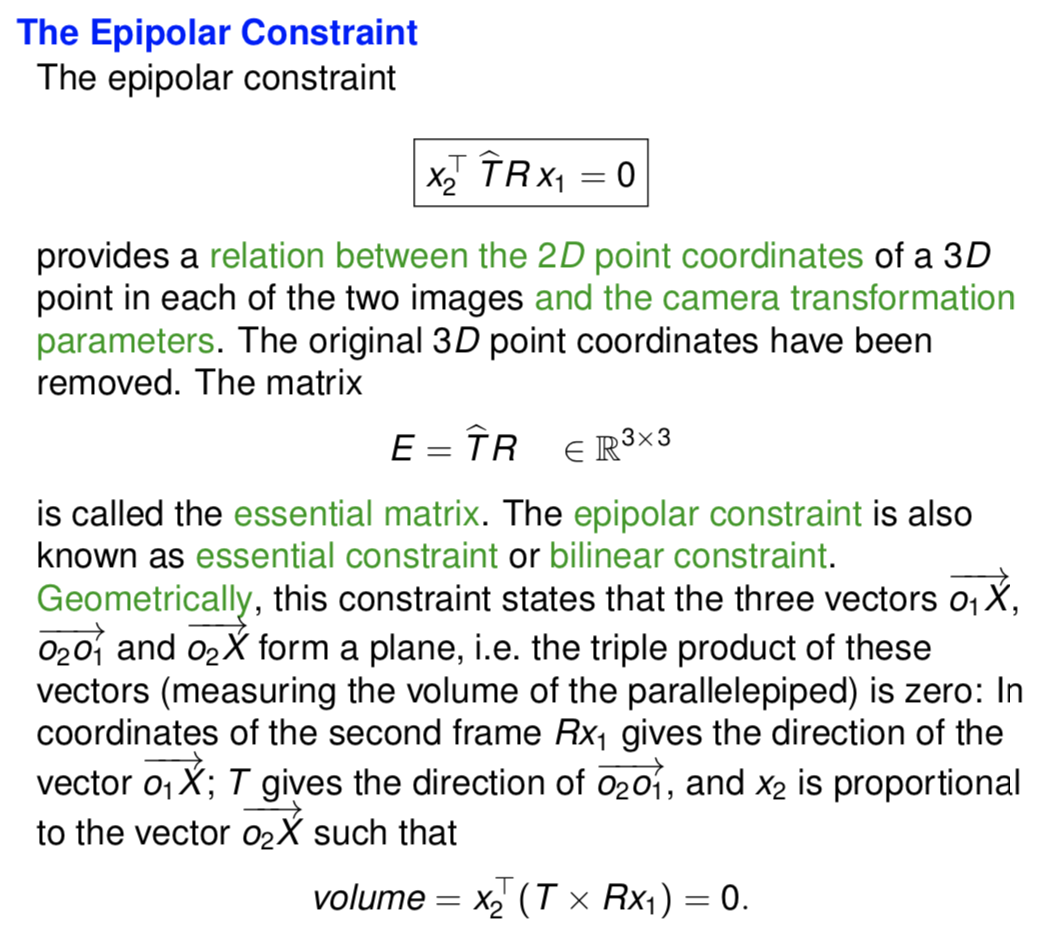 The Epipolar Constraint
The epipolar constraint
$x_2^\top \widehat{T} R x_1 = 0$
provides a relation between the 2D point coordinates of a 3D
point in each of the two images and the camera transformation
parameters. The original 3D point coordinates have been
removed. The matrix
$E = \widehat{T} R \quad \in \mathbb{R}^{3 \times 3}$
is called the essential matrix. The epipolar constraint is also
known as essential constraint or bilinear constraint.
Geometrically, this constraint states that the three vectors $\overrightarrow{o_1 X}$,
$\overrightarrow{o_2 o_1}$ and $\overrightarrow{o_2 X}$ form a plane, i.e. the triple product of these
vectors (measuring the volume of the parallelepiped) is zero: In
coordinates of the second frame $Rx_1$ gives the direction of the
vector $\overrightarrow{o_1 X}$; $T$ gives the direction of $\overrightarrow{o_2 o_1}$, and $x_2$ is proportional
to the vector $\overrightarrow{o_2 X}$ such that
$volume = x_2^\top (T \times Rx_1) = 0.$